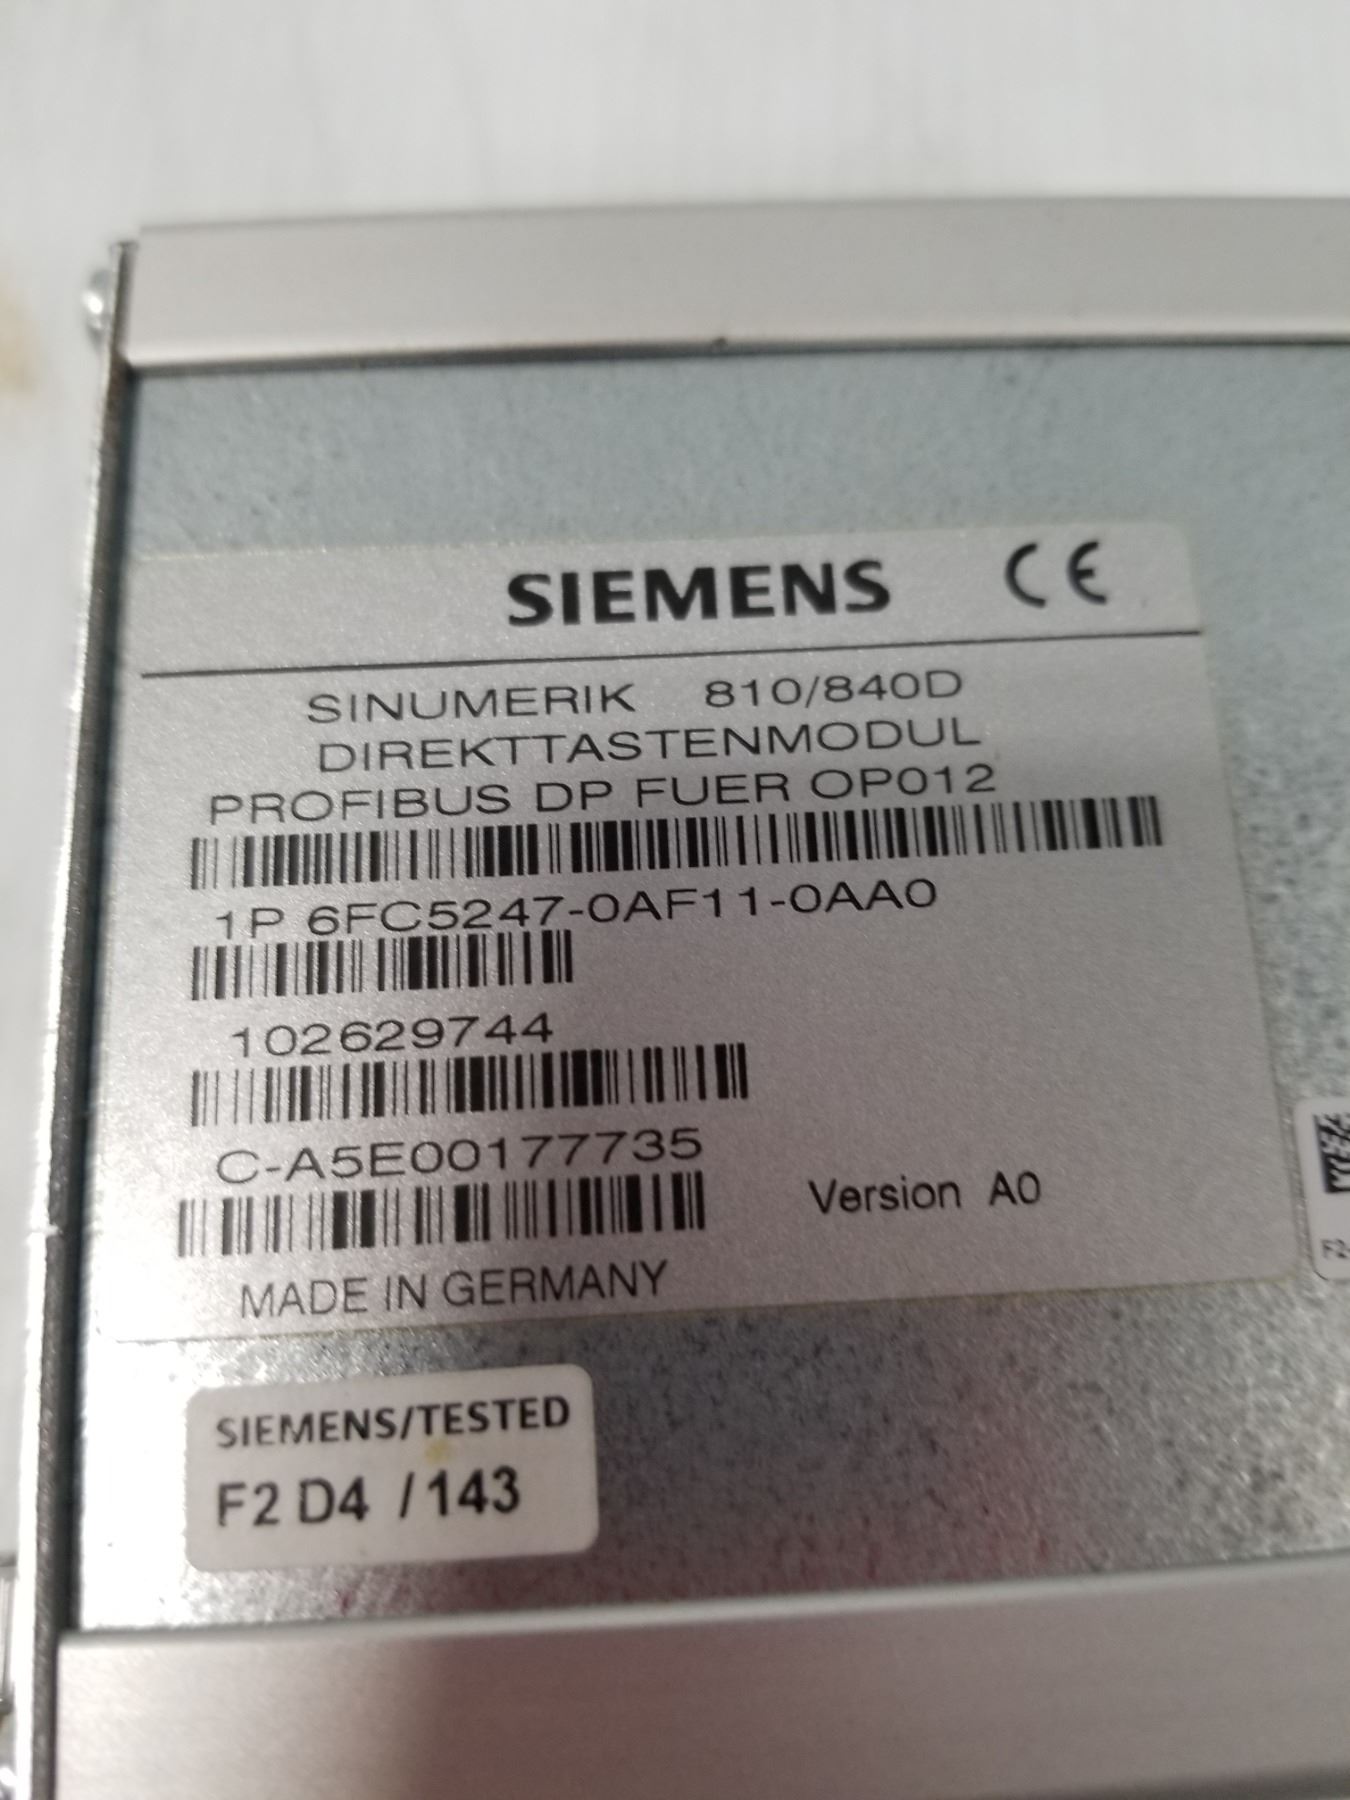 SIEMENS CE
SINUMERIK 810/840D
DIREKTTASTENMODUL
PROFIBUS DP FUER OP012
1P 6FC5247-0AF11-0AA0
102629744
C-A5E00177735
Version A0
MADE IN GERMANY
SIEMENS/TESTED
F2 D4 /143
F2-